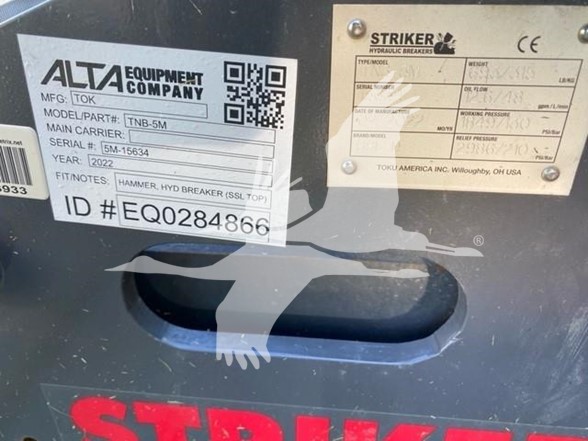 ALTA EQUIPMENT COMPANY
MFG: TOK
MODEL/PART#: TNB-5M
MAIN CARRIER:
SERIAL #: 5M-15634
YEAR: 2022
FIT/NOTES: HAMMER, HYD BREAKER (SSL TOP)
ID # EQ0284866
933
STRIKER
HYDRAULIC BREAKERS
CE
TYPE/MODEL
WEIGHT
LB/KG
SERIAL NUMBER
OIL FLOW
gpm/L/min
DATE OF MANUFACTURE
MO/YR
WORKING PRESSURE
PSI/Bar
RELIEF PRESSURE
PSI/Bar
TOKU AMERICA INC. Willoughby, OH USA
®
STRIKE